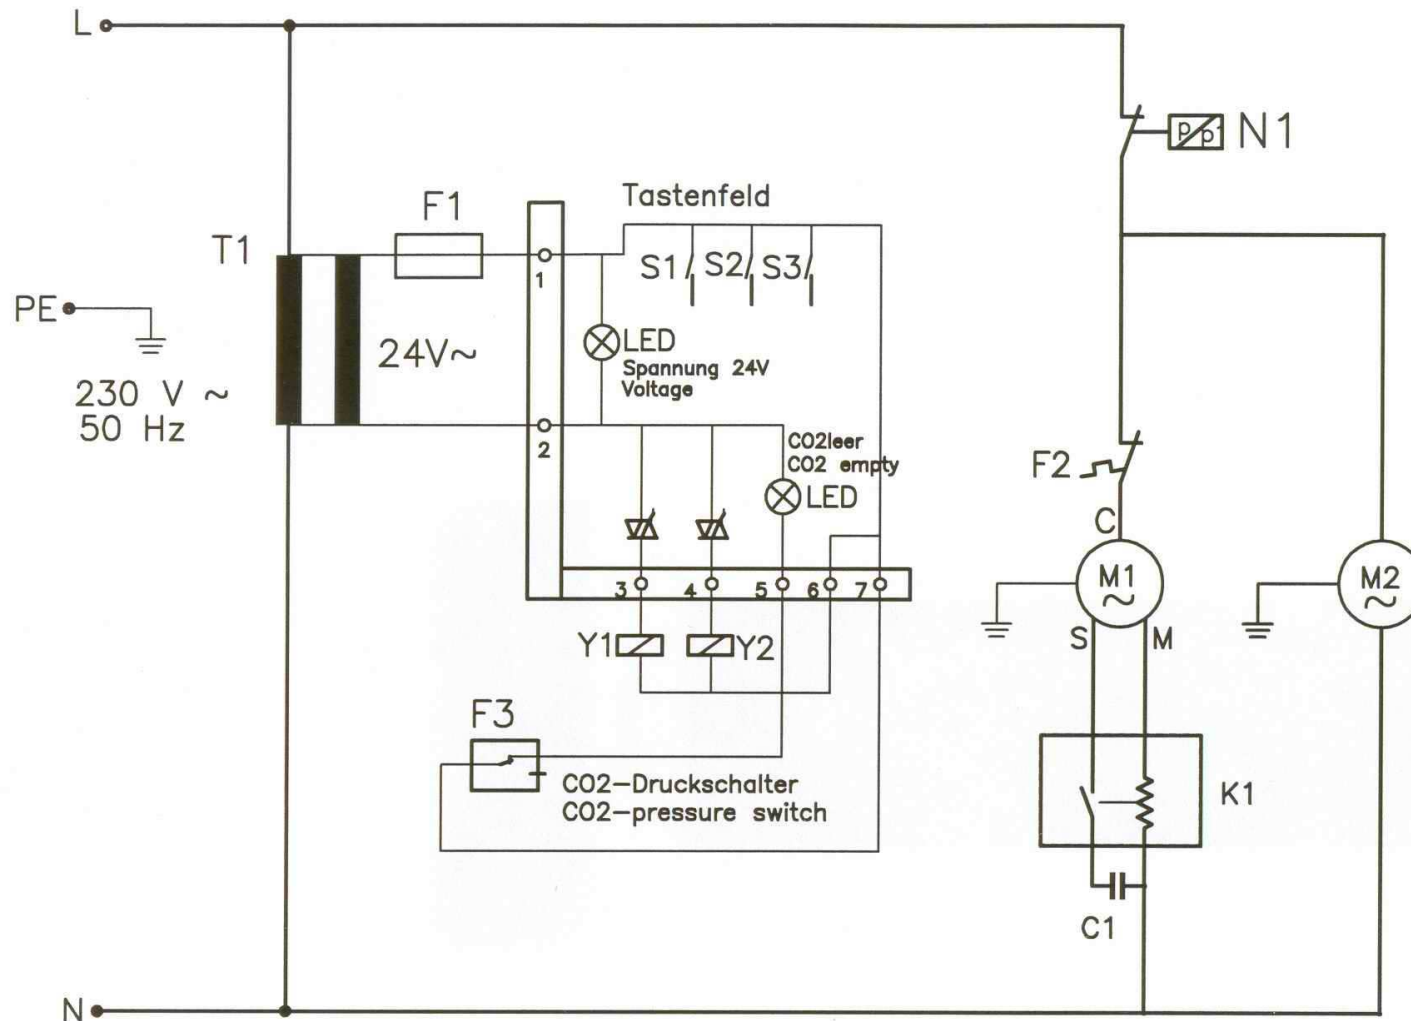 L
N1
p/p1
Tastenfeld
F1
T1
S1 S2 S3
1
PE
24V~
LED
Spannung 24V
Voltage
230 V ~
50 Hz
2
CO2leer
CO2 empty
LED
F2
C
M1
~
M2
~
3 4 5 6 7
S M
Y1 Y2
F3
CO2-Druckschalter
CO2-pressure switch
K1
C1
N